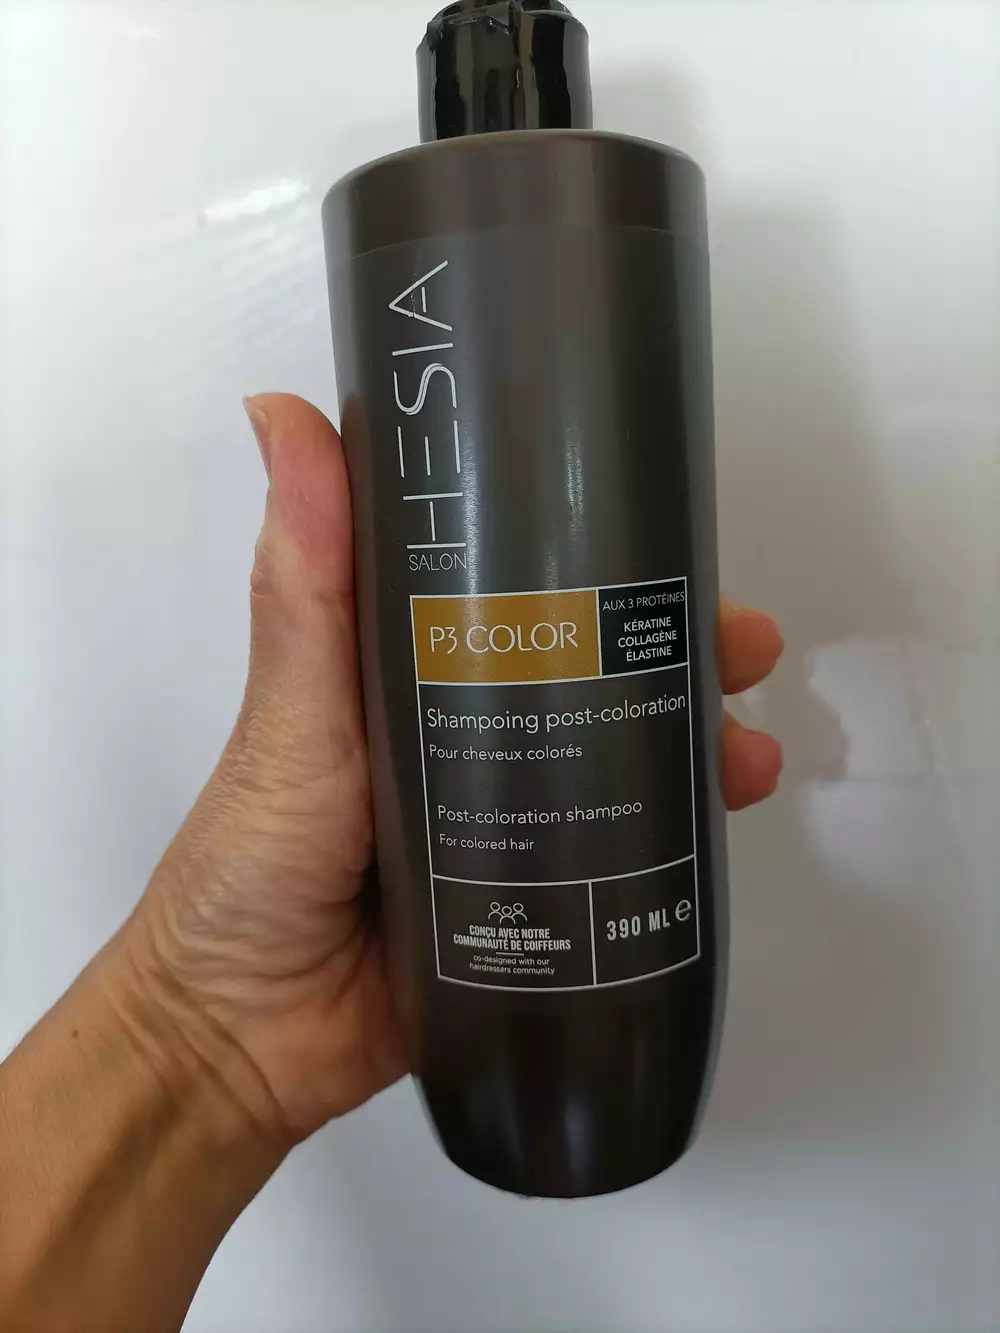 HESIA
SALON
P3 COLOR
AUX 3 PROTÉINES
KÉRATINE
COLLAGÈNE
ÉLASTINE
Shampoing post-coloration
Pour cheveux colorés
Post-coloration shampoo
For colored hair
CONÇU AVEC NOTRE
COMMUNAUTÉ DE COIFFEURS
co-designed with our
hairdressers community
390 ML ℮